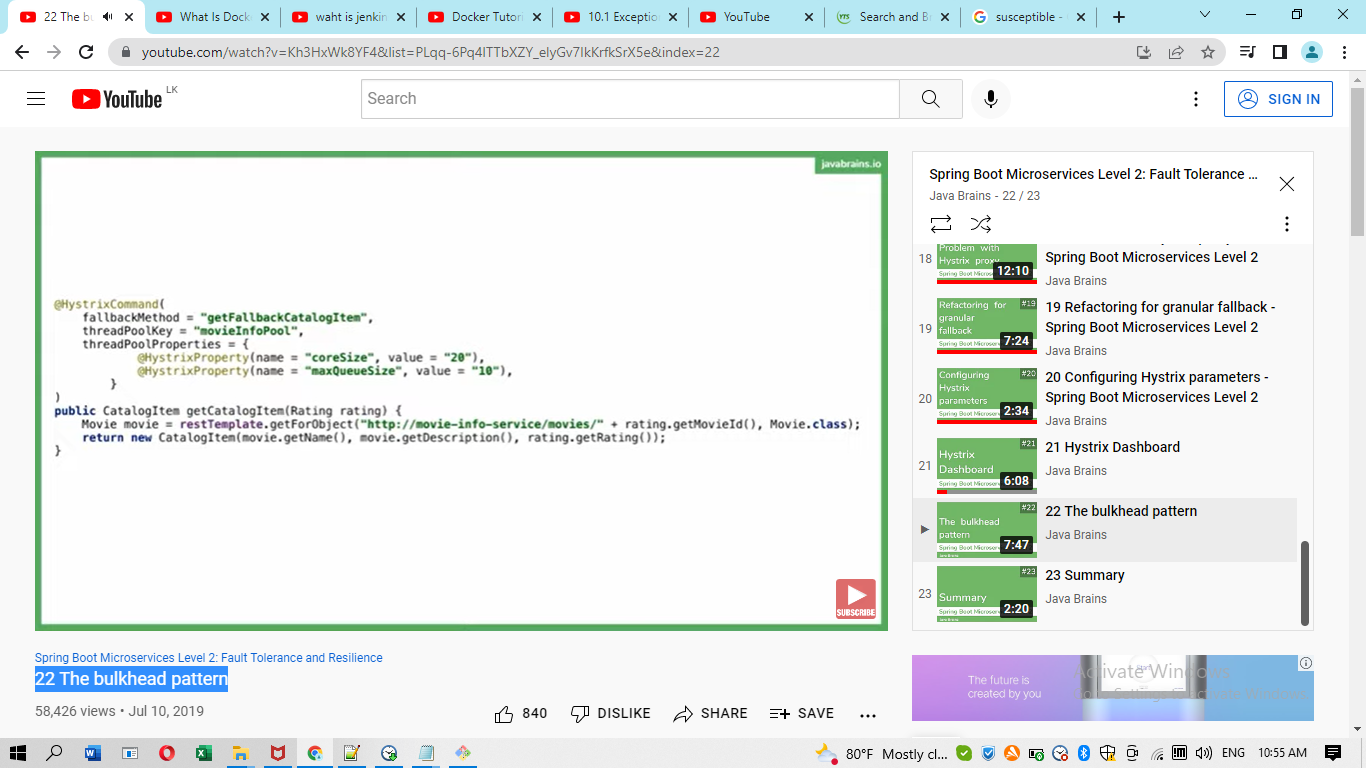 22 The bu
What Is Dock
waht is jenkin
Docker Tutori
10.1 Exceptio
YouTube
Search and B
susceptible -
youtube.com/watch?v=Kh3HxWk8YF4&list=PLqq-6Pq4lTTbXZY_elyGv7IkKrfkSrX5e&index=22
YouTube LK
Search
SIGN IN
javabrains.io
@HystrixCommand(
fallbackMethod = "getFallbackCatalogItem",
threadPoolKey = "movieInfoPool",
threadPoolProperties = {
@HystrixProperty(name = "coreSize", value = "20"),
@HystrixProperty(name = "maxQueueSize", value = "10"),
}
)
public CatalogItem getCatalogItem(Rating rating) {
Movie movie = restTemplate.getForObject("http://movie-info-service/movies/" + rating.getMovieId(), Movie.class);
return new CatalogItem(movie.getName(), movie.getDescription(), rating.getRating());
}
SUBSCRIBE
Spring Boot Microservices Level 2: Fault Tolerance and Resilience
22 The bulkhead pattern
58,426 views • Jul 10, 2019
840
DISLIKE
SHARE
SAVE
Spring Boot Microservices Level 2: Fault Tolerance ...
Java Brains - 22 / 23
18
Problem with
Hystrix proxy
12:10
Spring Boot Microservices Level 2
Java Brains
19
Refactoring for
granular
fallback
#19
7:24
19 Refactoring for granular fallback -
Spring Boot Microservices Level 2
Java Brains
20
Configuring
Hystrix
parameters
#20
2:34
20 Configuring Hystrix parameters -
Spring Boot Microservices Level 2
Java Brains
21
Hystrix
Dashboard
#21
6:08
21 Hystrix Dashboard
Java Brains
The bulkhead
pattern
#22
7:47
22 The bulkhead pattern
Java Brains
23
Summary
#23
2:20
23 Summary
Java Brains
The future is
created by you
Start
Activate Windows
80°F Mostly cl...
ENG
10:55 AM